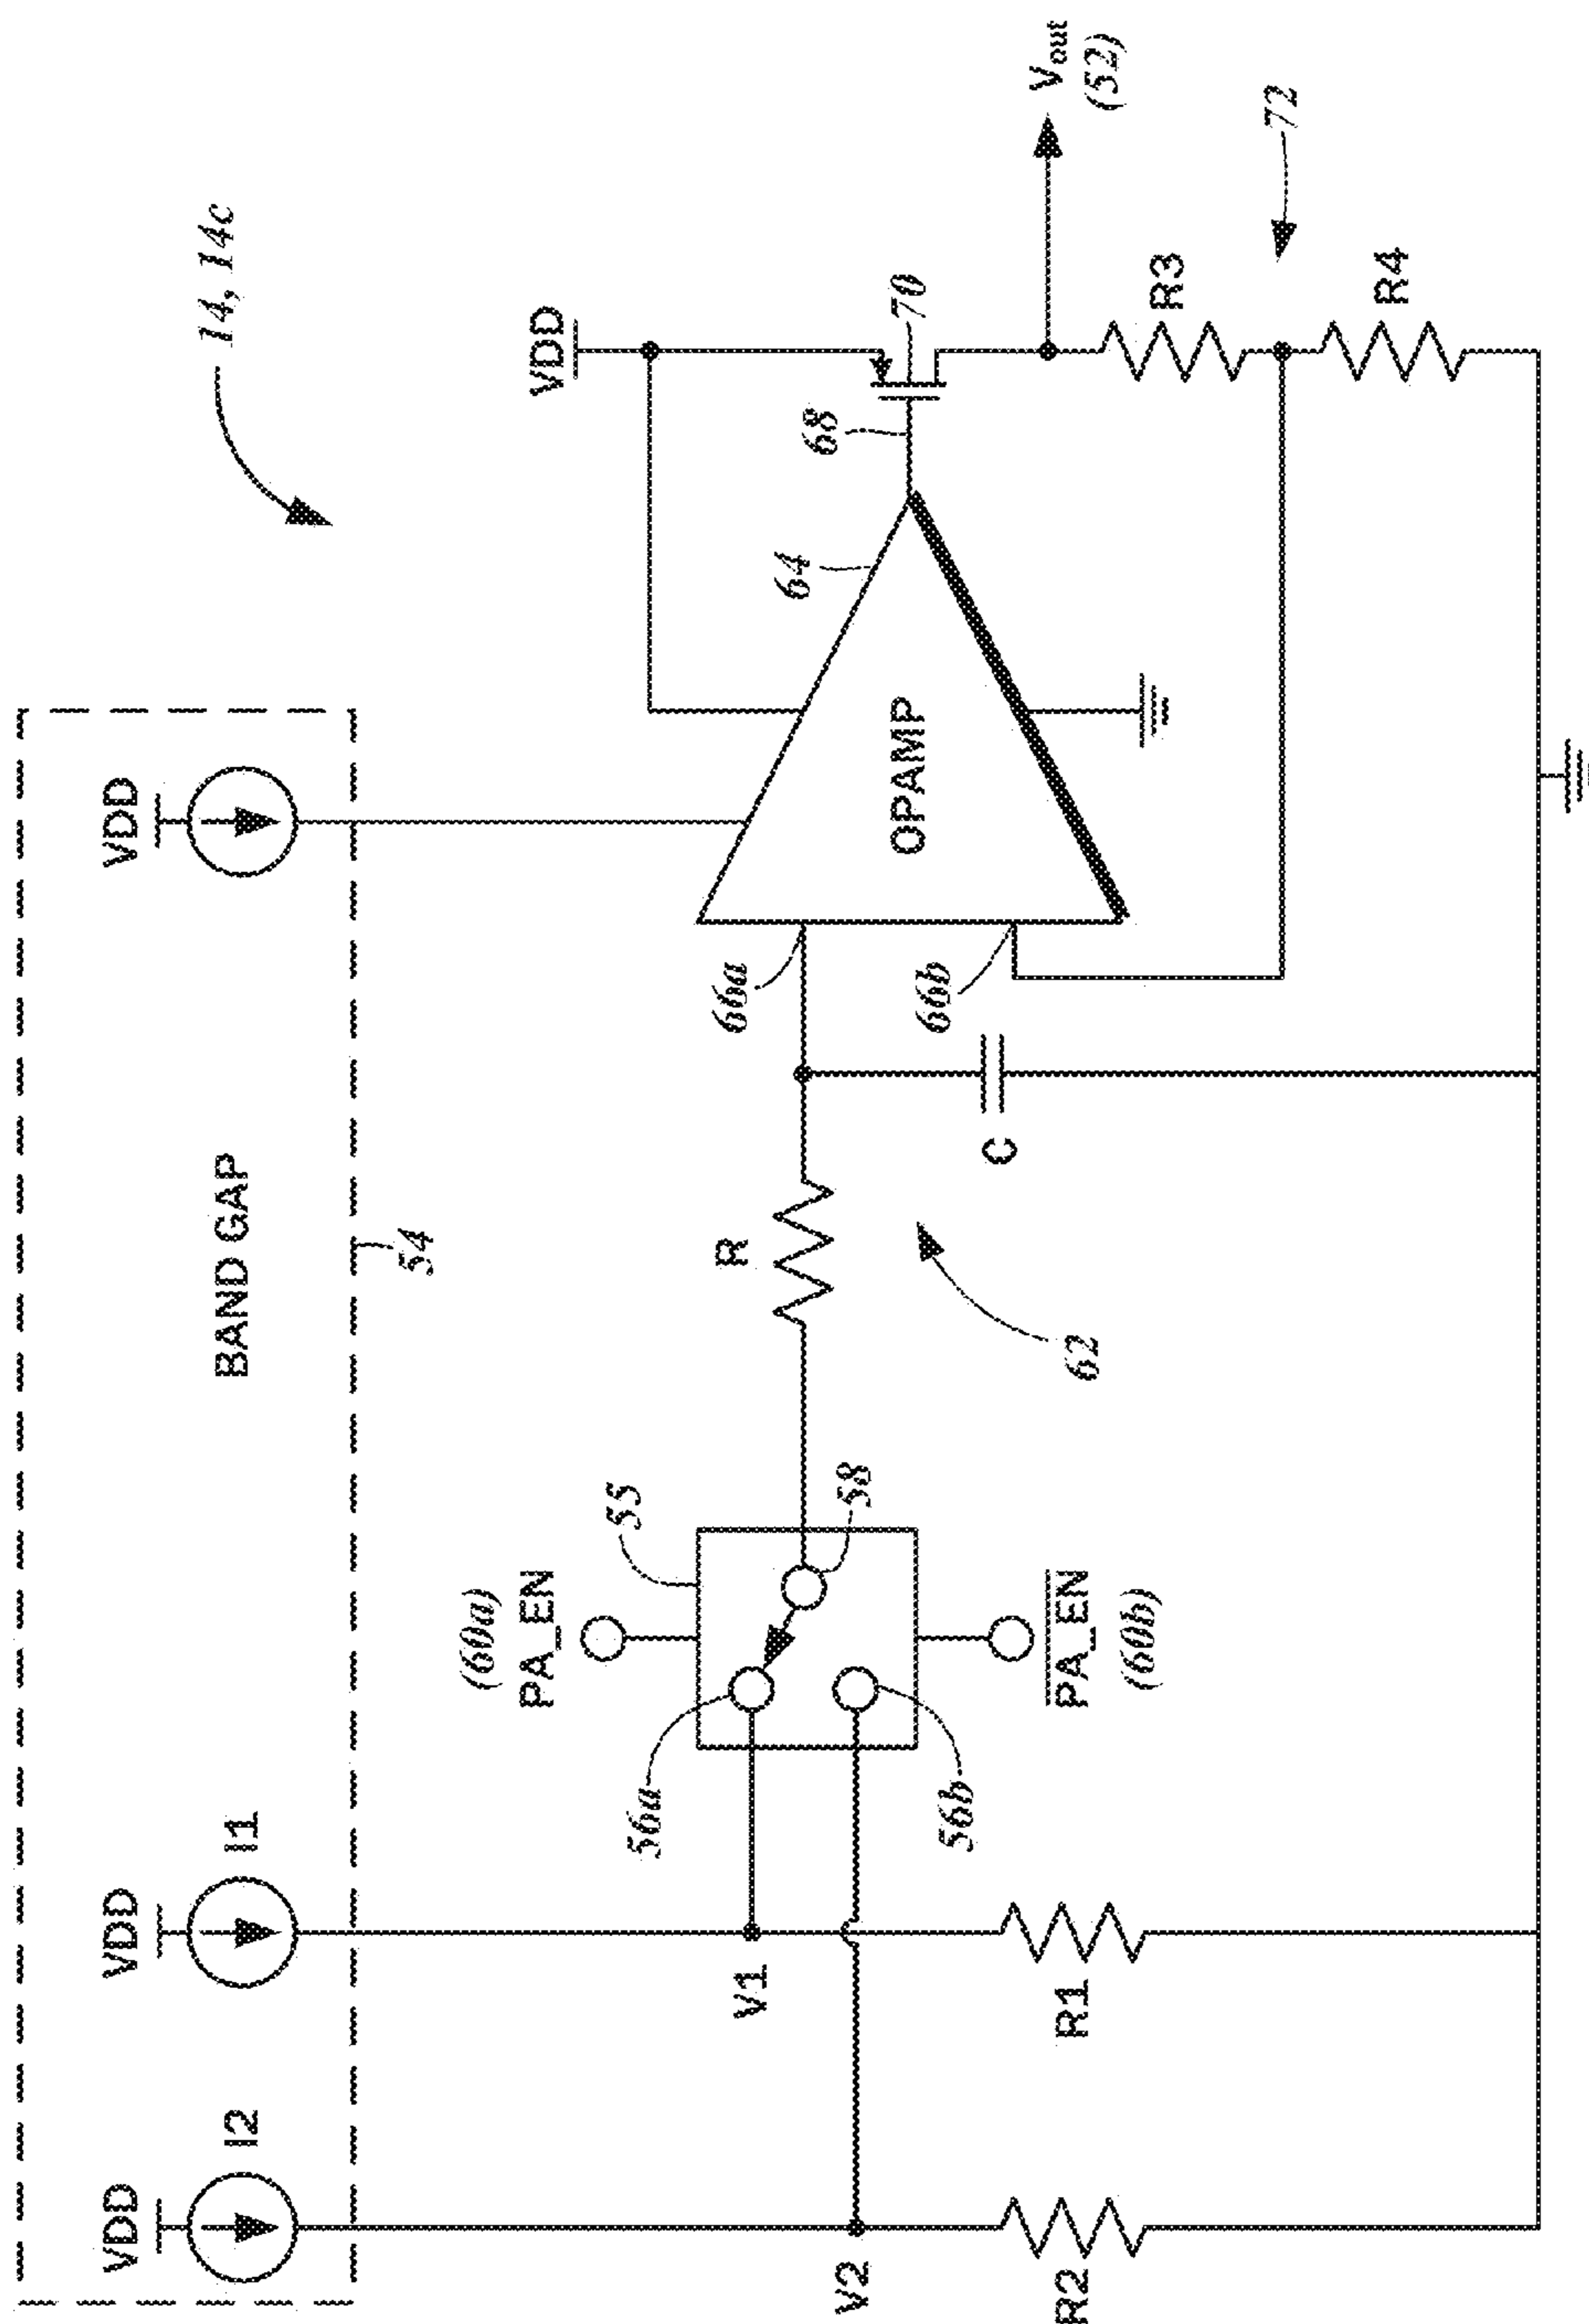 14, 14c
VDD
I2
VDD
I1
BAND GAP
VDD
54
VDD
(60a)
PA_EN
55
R
66a
64
68
70
56a
V1
58
OPAMP
V2
56b
66b
Vout
(52)
PA_EN
(60b)
62
C
R2
R1
R3
72
R4